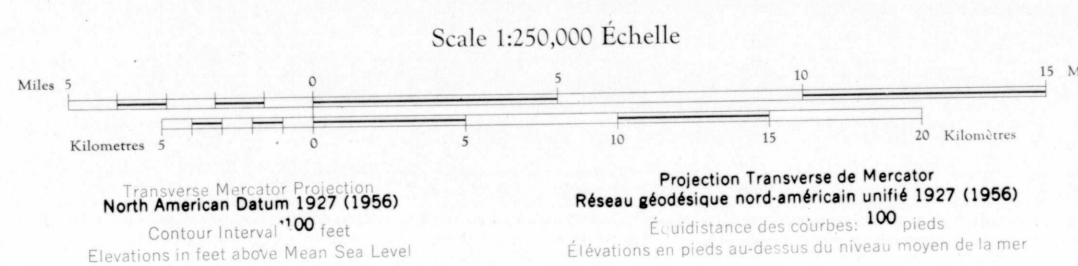 Scale 1:250,000 Échelle
Miles 5 0 5 10 15 M
Kilometres 5 0 5 10 15 20 Kilomètres
Transverse Mercator Projection
North American Datum 1927 (1956)
Contour Interval 100 feet
Elevations in feet above Mean Sea Level
Projection Transverse de Mercator
Réseau géodésique nord-américain unifié 1927 (1956)
Équidistance des courbes: 100 pieds
Élévations en pieds au-dessus du niveau moyen de la mer